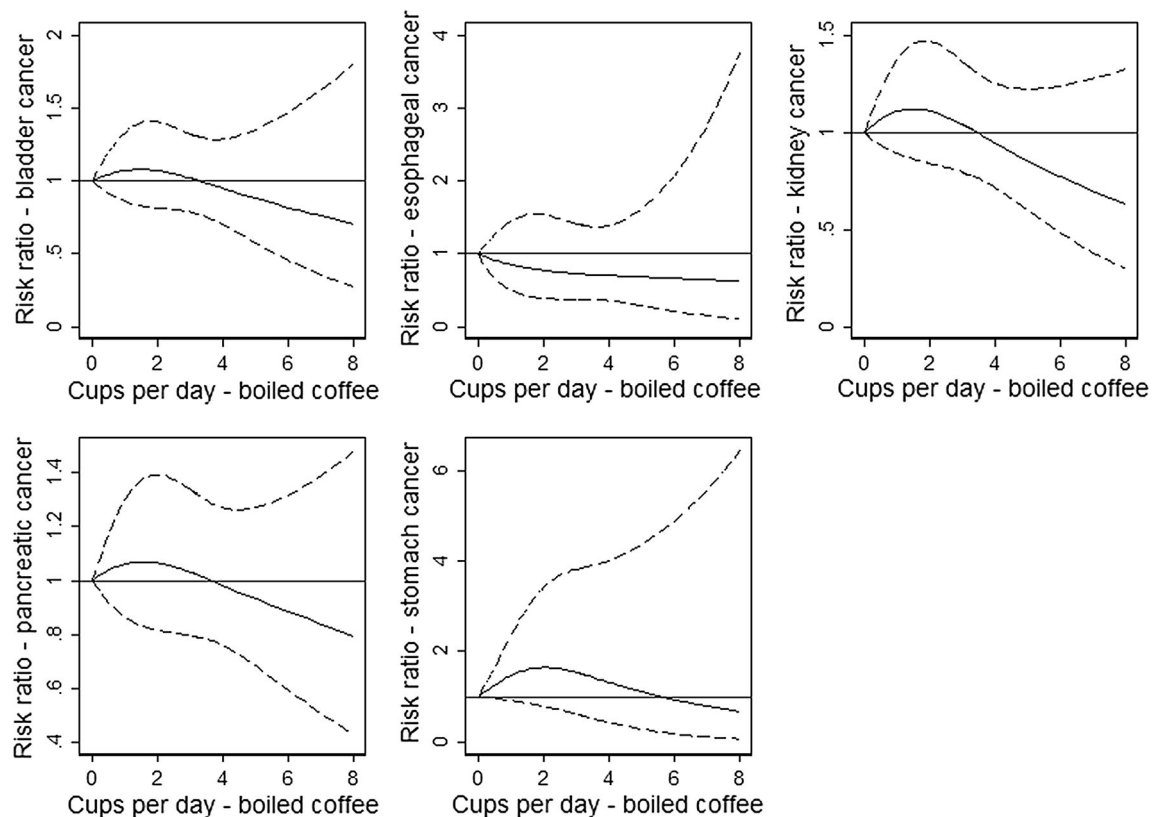 Risk ratio - bladder cancer
2
1.5
1
.5
0
0 2 4 6 8
Cups per day - boiled coffee
Risk ratio - esophageal cancer
4
3
2
1
0
0 2 4 6 8
Cups per day - boiled coffee
Risk ratio - kidney cancer
1.5
1
.5
0
0 2 4 6 8
Cups per day - boiled coffee
Risk ratio - pancreatic cancer
1.4
1.2
1
.8
.6
.4
0 2 4 6 8
Cups per day - boiled coffee
Risk ratio - stomach cancer
6
4
2
0
0 2 4 6 8
Cups per day - boiled coffee